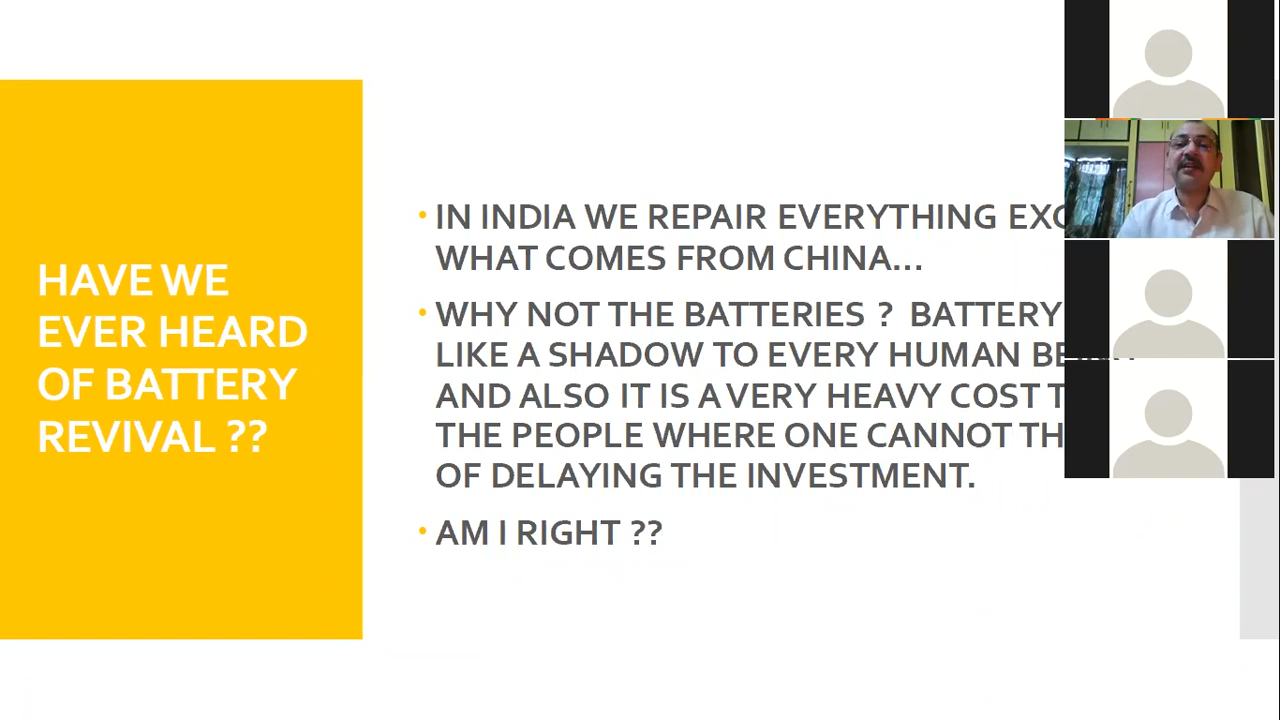 HAVE WE
EVER HEARD
OF BATTERY
REVIVAL ??
• IN INDIA WE REPAIR EVERYTHING
WHAT COMES FROM CHINA...
• WHY NOT THE BATTERIES ? BATTERY
LIKE A SHADOW TO EVERY HUMAN
AND ALSO IT IS A VERY HEAVY COST
THE PEOPLE WHERE ONE CANNOT
OF DELAYING THE INVESTMENT.
• AM I RIGHT ??